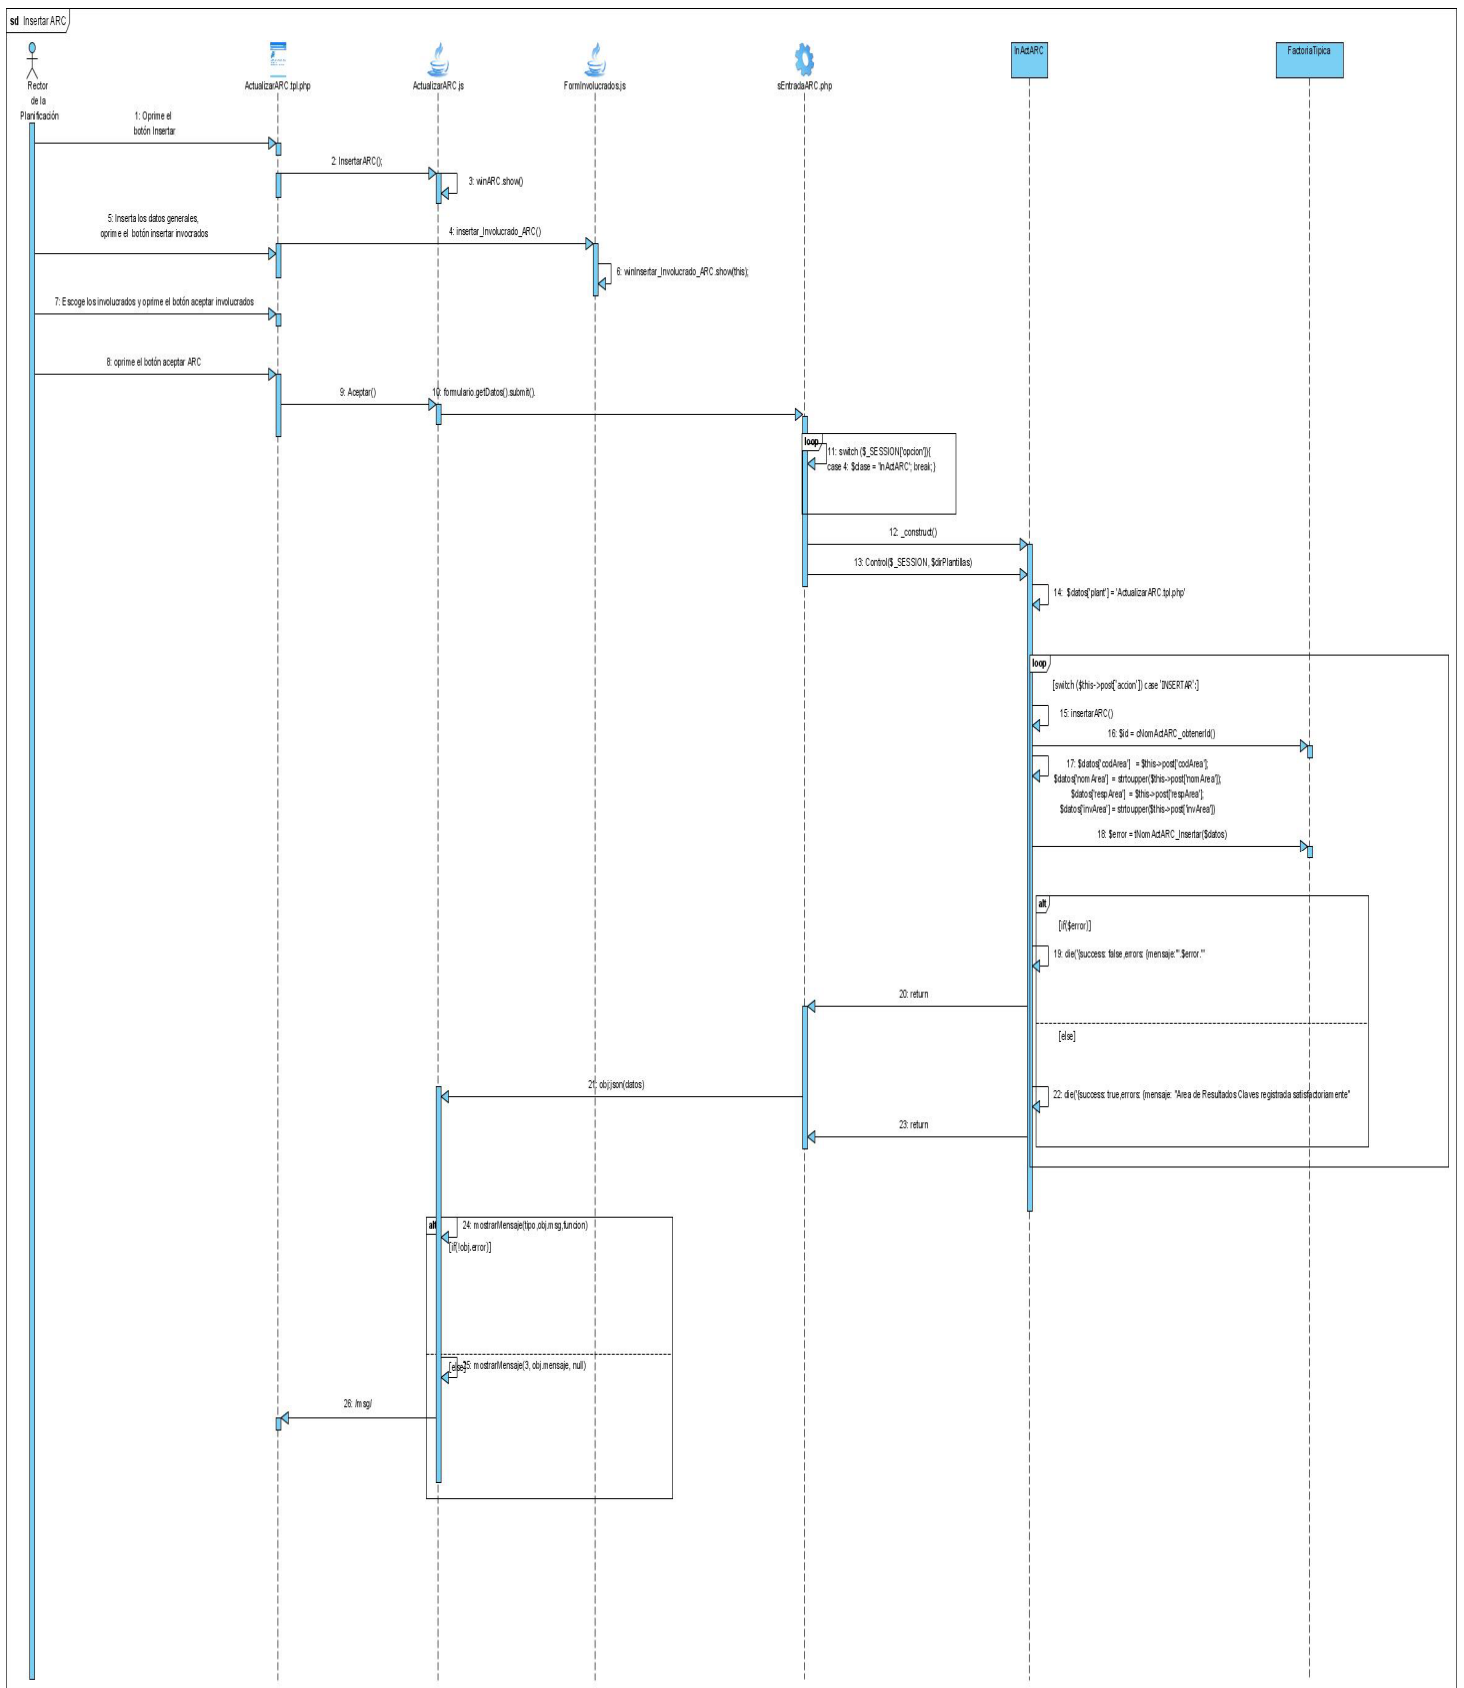 sd Insertar ARC
Rector
de la
Planificación
ActualizarARC.tpl.php
ActualizarARC.js
FormInvolucrados.js
sEntradaARC.php
InActARC
FactoriaTipica
1: Oprime el
botón Insertar
2: InsertarARC();
3: winARC.show()
5: Inserta los datos generales,
oprime el botón insertar invocrados
4: insertar_Involucrado_ARC()
6: winInsertar_Involucrado_ARC.show(this);
7: Escoge los involucrados y oprime el botón aceptar involucrados
8: oprime el botón aceptar ARC
9: Aceptar()
10: formulario.getDatos().submit().
loop
11: switch ($_SESSION['opcion']){
case 4: $clase = 'InActARC'; break; }
12: _construct()
13: Control($_SESSION, $dirPlantillas)
14: $datos['plant'] = 'ActualizarARC.tpl.php'
loop
[switch ($this->post['accion']) case 'INSERTAR':]
15: insertarARC()
16: $id = cNomActARC_obtenerId()
17: $datos['codArea'] = $this->post['codArea'];
$datos['nomArea'] = strtoupper($this->post['nomArea']);
$datos['respArea'] = $this->post['respArea'];
$datos['invArea'] = strtoupper($this->post['invArea'])
18: $error = tNomActARC_Insertar($datos)
alt
[if($error)]
19: die('{success: false,errors: {mensaje:"'.$error.'"
20: return
[else]
21: obj:json(datos)
22: die('{success: true,errors: {mensaje: "Area de Resultados Claves registrada satisfactoriamente"
23: return
alt
24: mostrarMensaje(tipo,obj.msg,funcion)
[if(!obj.error)]
[else]
25: mostrarMensaje(3, obj.mensaje, null)
26: /msg/